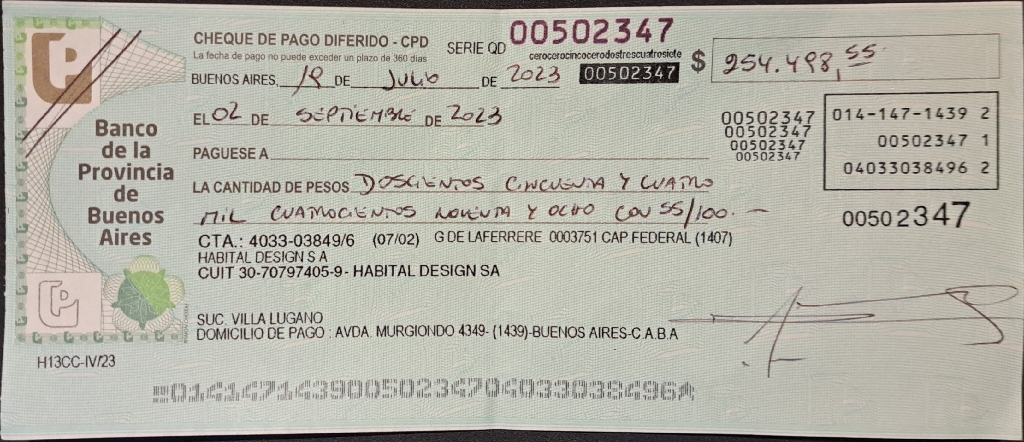 CHEQUE DE PAGO DIFERIDO - CPD
La fecha de pago no puede exceder un plazo de 360 dias
SERIE QD 00502347
cerocerocincocerodostrescuatrosiete
00502347
$ 254.498,55
BUENOS AIRES, 19 DE Julio DE 2023
EL 02 DE SEPTIEMBRE DE 2023
PAGUESE A
00502347
00502347
00502347
00502347
014-147-1439 2
00502347 1
04033038496 2
LA CANTIDAD DE PESOS DOSCIENTOS CINCUENTA Y CUATRO
MIL CUATROCIENTOS NOVENTA Y OCHO CON 55/100.-
00502347
Banco
de la
Provincia
de
Buenos
Aires
CTA.: 4033-03849/6 (07/02) G DE LAFERRERE 0003751 CAP FEDERAL (1407)
HABITAL DESIGN S A
CUIT 30-70797405-9- HABITAL DESIGN SA
SUC. VILLA LUGANO
DOMICILIO DE PAGO : AVDA. MURGIONDO 4349- (1439)-BUENOS AIRES-C.A.B.A
H13CC-IV/23
01414714390050234704033038496